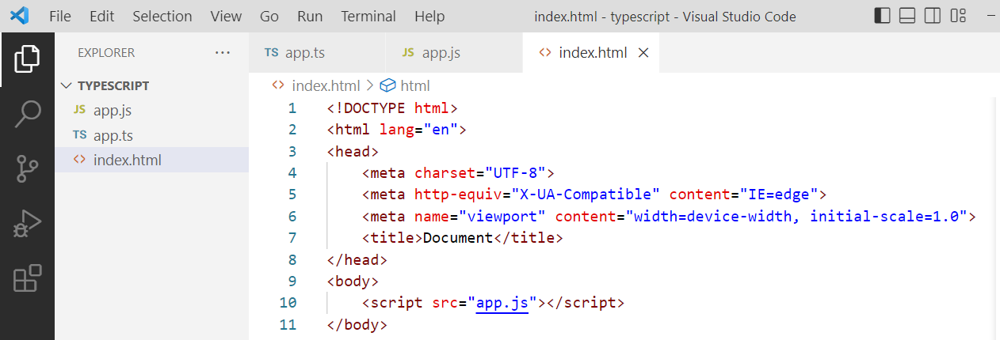 File Edit Selection View Go Run Terminal Help index.html - typescript - Visual Studio Code
EXPLORER ···
TYPESCRIPT
JS app.js
TS app.ts
<> index.html
TS app.ts JS app.js <> index.html
<> index.html > html
1 <!DOCTYPE html>
2 <html lang="en">
3 <head>
4     <meta charset="UTF-8">
5     <meta http-equiv="X-UA-Compatible" content="IE=edge">
6     <meta name="viewport" content="width=device-width, initial-scale=1.0">
7     <title>Document</title>
8 </head>
9 <body>
10     <script src="app.js"></script>
11 </body>